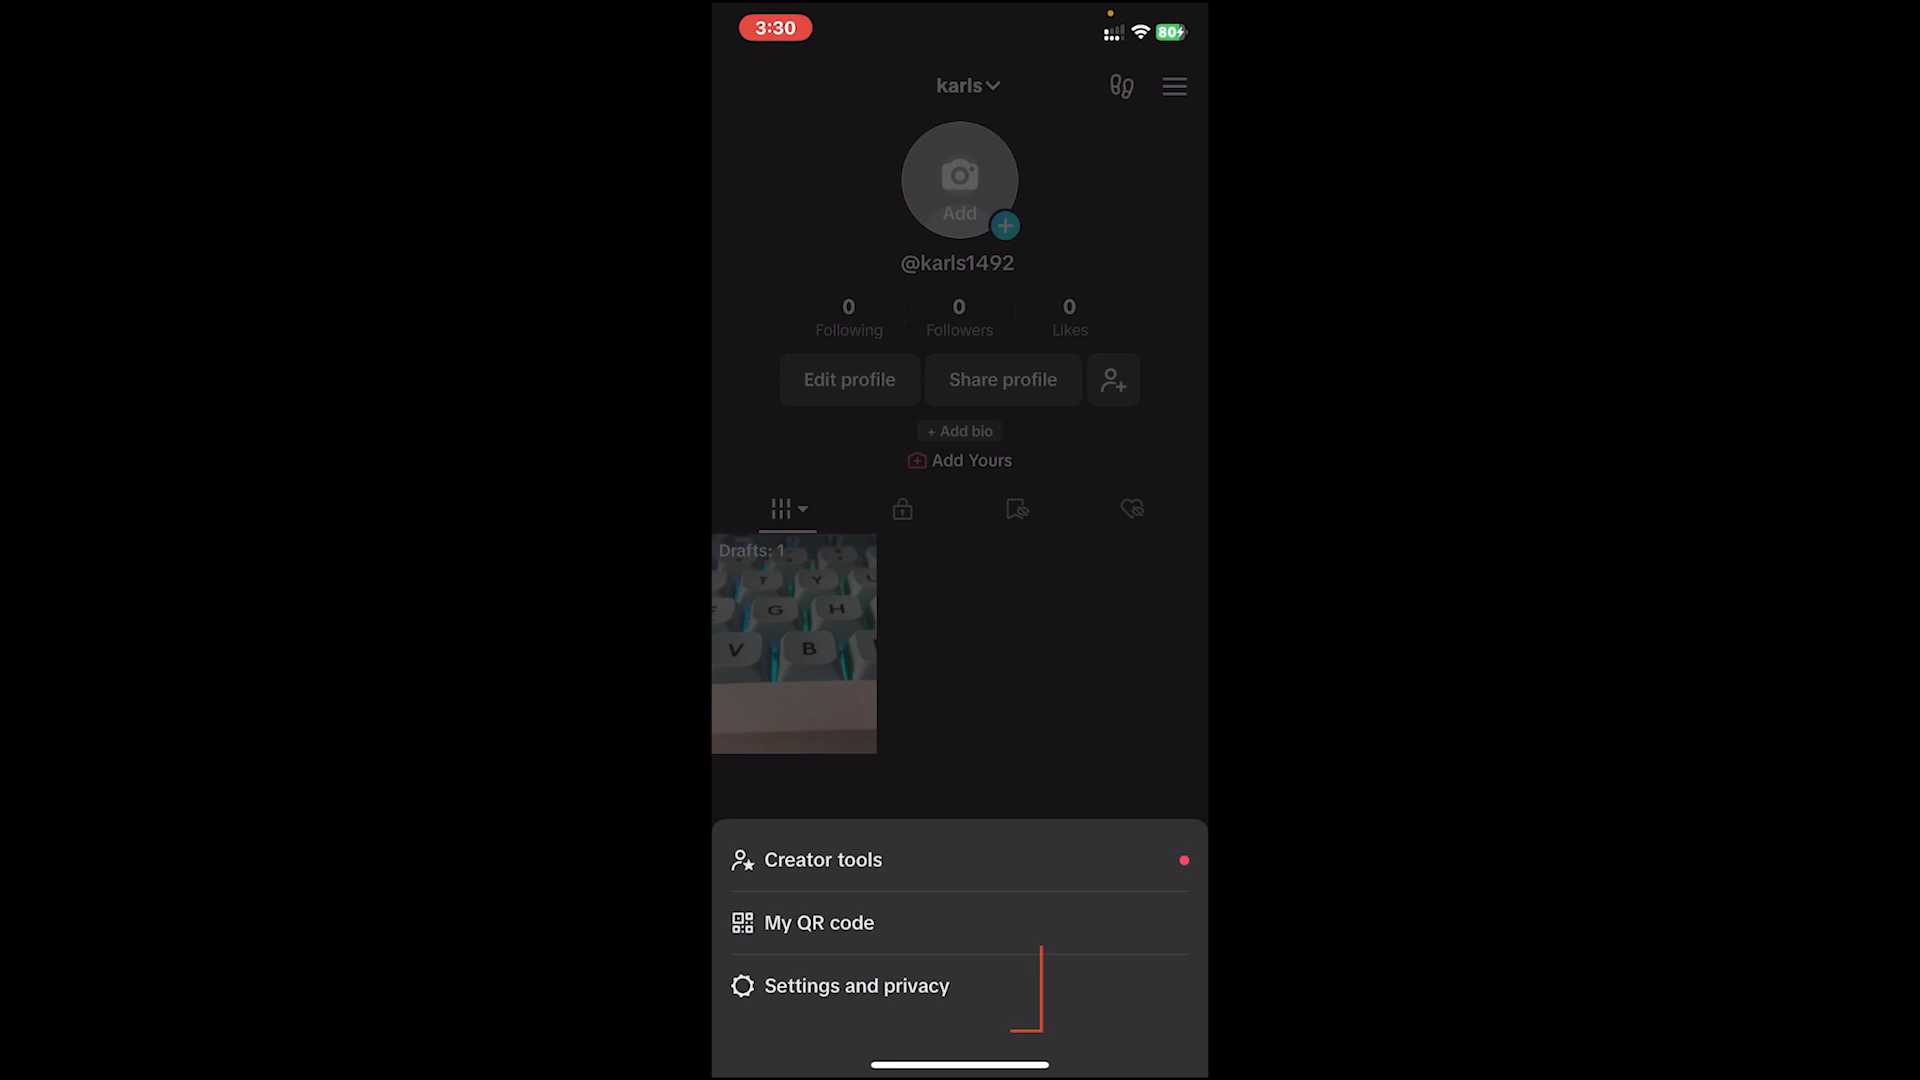 3:30
80
karls
Add
@karls1492
0 0 0
Following Followers Likes
Edit profile Share profile
+ Add bio
Add Yours
Drafts: 1
T Y U
F G H
V B
Creator tools
My QR code
Settings and privacy